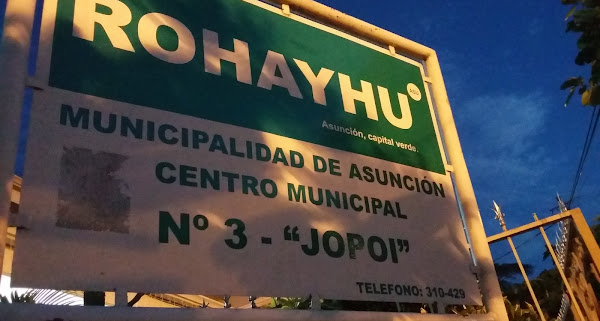 ROHAYHU
Asunción, capital verde.
MUNICIPALIDAD DE ASUNCIÓN
CENTRO MUNICIPAL
Nº 3 - “JOPOI”
TELEFONO: 310-429